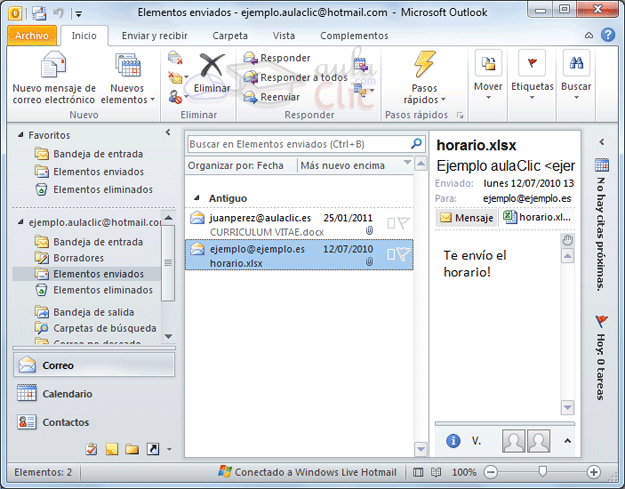 Elementos enviados - ejemplo.aulaclic@hotmail.com - Microsoft Outlook
Archivo Inicio Enviar y recibir Carpeta Vista Complementos
Nuevo mensaje de correo electrónico
Nuevos elementos
Nuevo
Eliminar
Eliminar
Responder
Responder a todos
Reenviar
Responder
Pasos rápidos
Pasos rápidos
Mover
Etiquetas
Buscar
aula
Clic
.com
Favoritos
Bandeja de entrada
Elementos enviados
Elementos eliminados
ejemplo.aulaclic@hotmail.co
Bandeja de entrada
Borradores
Elementos enviados
Elementos eliminados
Bandeja de salida
Carpetas de búsqueda
Correo no deseado
Correo
Calendario
Contactos
Buscar en Elementos enviados (Ctrl+B)
Organizar por: Fecha Más nuevo encima
Antiguo
juanperez@aulaclic.es 25/01/2011
CURRICULUM VITAE.docx
ejemplo@ejemplo.es 12/07/2010
horario.xlsx
horario.xlsx
Ejemplo aulaClic <ejem
Enviado: lunes 12/07/2010 13:
Para: ejemplo@ejemplo.es
Mensaje horario.xl...
Te envío el
horario!
V.
No hay citas próximas.
Hoy: 0 tareas
Elementos: 2 Conectado a Windows Live Hotmail 100%